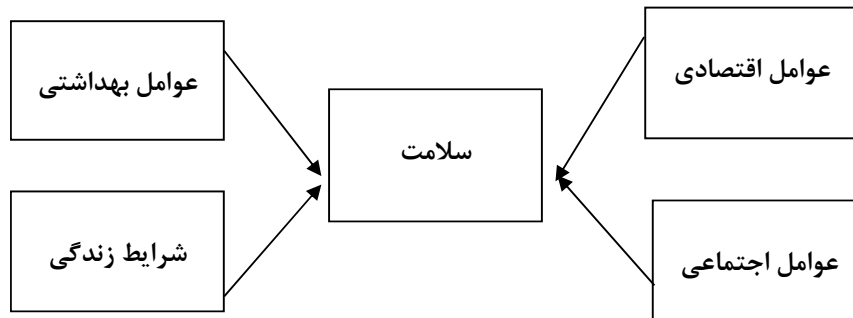 عوامل اقتصادی
عوامل بهداشتی
سلامت
عوامل اجتماعی
شرایط زندگی